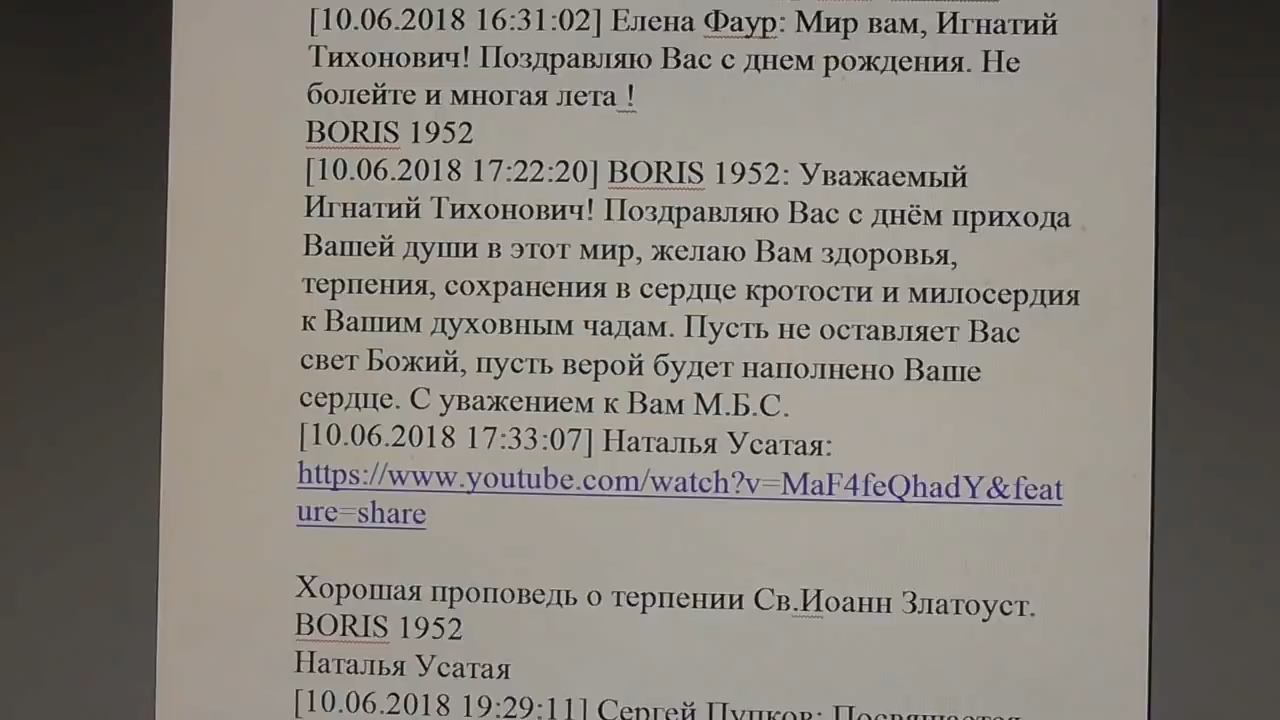 [10.06.2018 16:31:02] Елена Фаур: Мир вам, Игнатий
Тихонович! Поздравляю Вас с днем рождения. Не
болейте и многая лета !
BORIS 1952
[10.06.2018 17:22:20] BORIS 1952: Уважаемый
Игнатий Тихонович! Поздравляю Вас с днём прихода
Вашей души в этот мир, желаю Вам здоровья,
терпения, сохранения в сердце кротости и милосердия
к Вашим духовным чадам. Пусть не оставляет Вас
свет Божий, пусть верой будет наполнено Ваше
сердце. С уважением к Вам М.Б.С.
[10.06.2018 17:33:07] Наталья Усатая:
https://www.youtube.com/watch?v=MaF4feQhadY&feat
ure=share
Хорошая проповедь о терпении Св.Иоанн Златоуст.
BORIS 1952
Наталья Усатая
[10.06.2018 19:29:11] Сергей Пупков: Посвящается